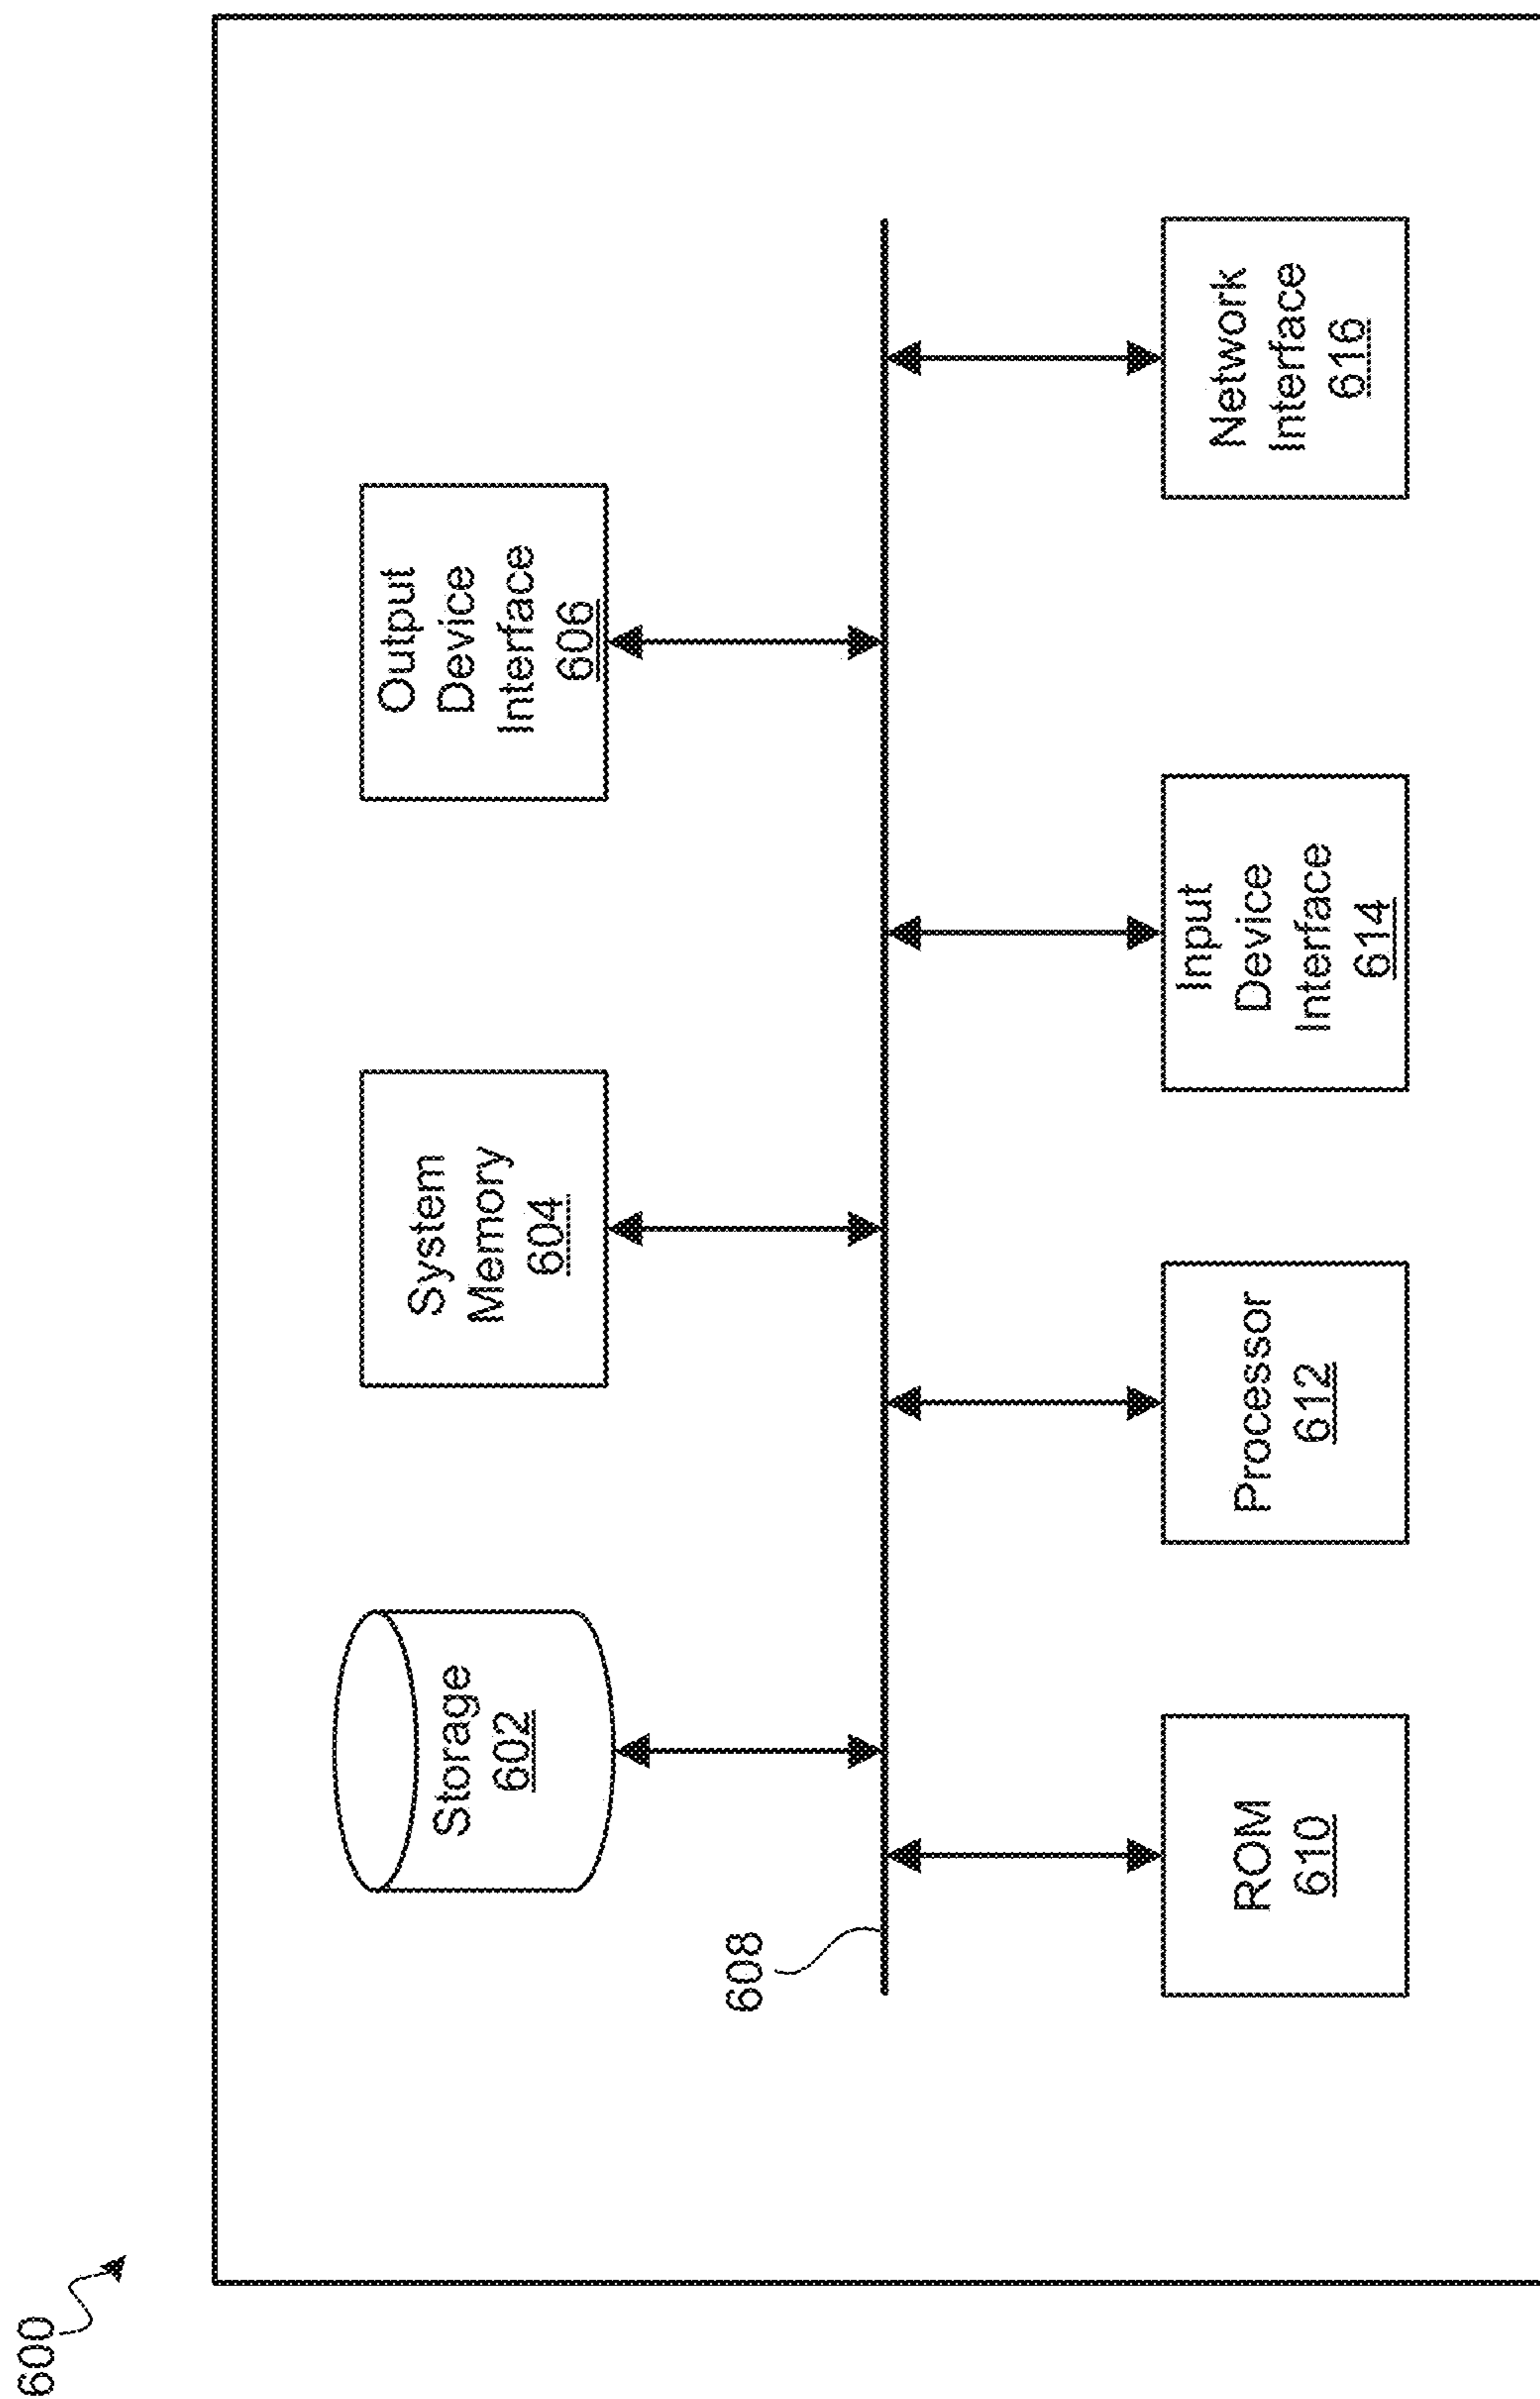 600
Storage
602
System
Memory
604
Output
Device
Interface
606
608
ROM
610
Processor
612
Input
Device
Interface
614
Network
Interface
616